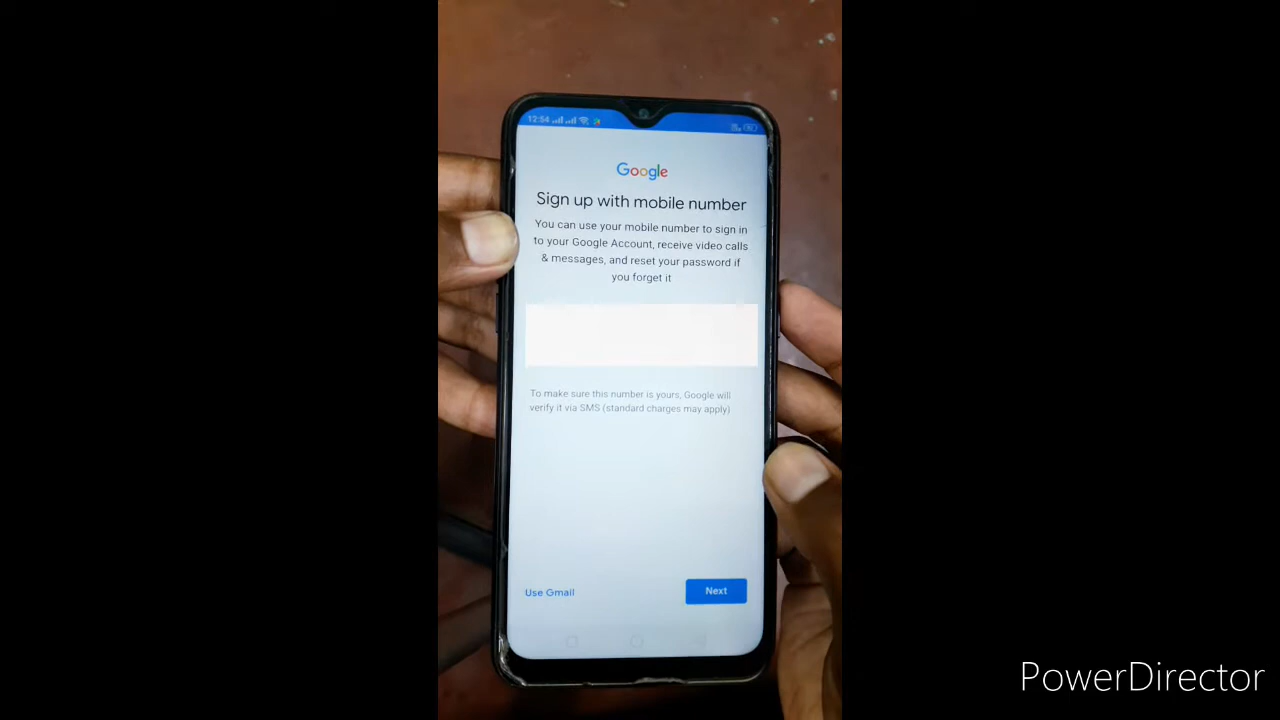 12:54
Google
Sign up with mobile number
You can use your mobile number to sign in
to your Google Account, receive video calls
& messages, and reset your password if
you forget it
To make sure this number is yours, Google will
verify it via SMS (standard charges may apply)
Use Gmail
Next
PowerDirector